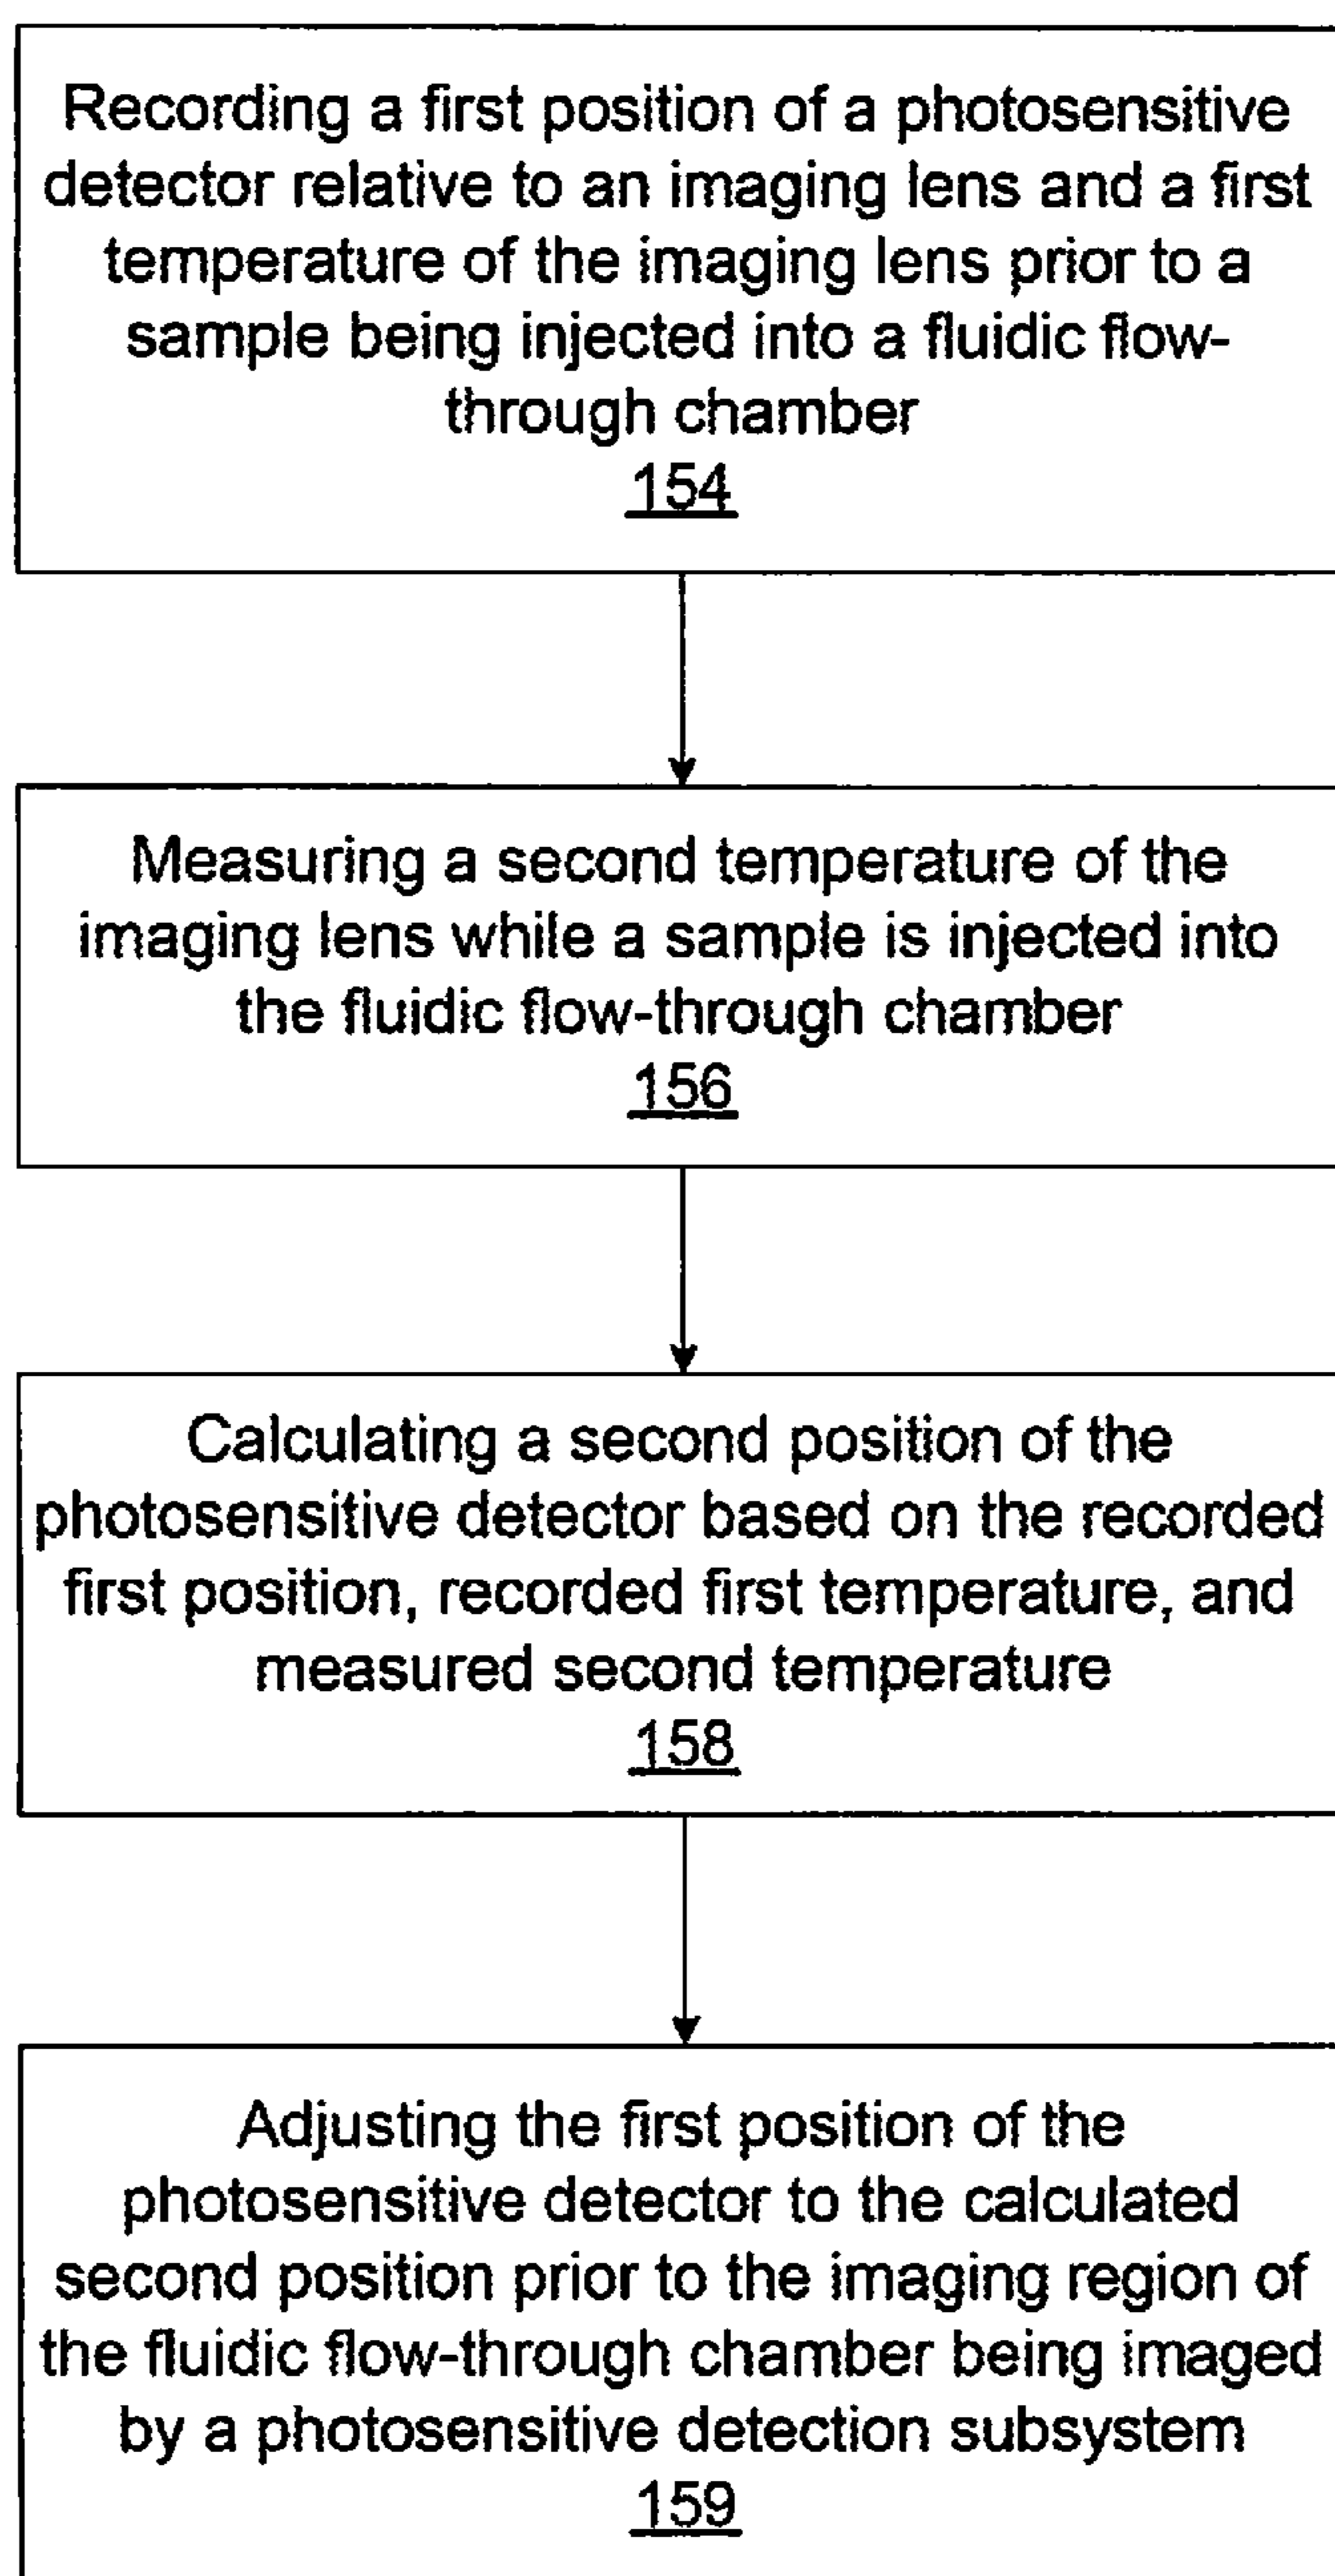 Recording a first position of a photosensitive
detector relative to an imaging lens and a first
temperature of the imaging lens prior to a
sample being injected into a fluidic flow-
through chamber
154
Measuring a second temperature of the
imaging lens while a sample is injected into
the fluidic flow-through chamber
156
Calculating a second position of the
photosensitive detector based on the recorded
first position, recorded first temperature, and
measured second temperature
158
Adjusting the first position of the
photosensitive detector to the calculated
second position prior to the imaging region of
the fluidic flow-through chamber being imaged
by a photosensitive detection subsystem
159